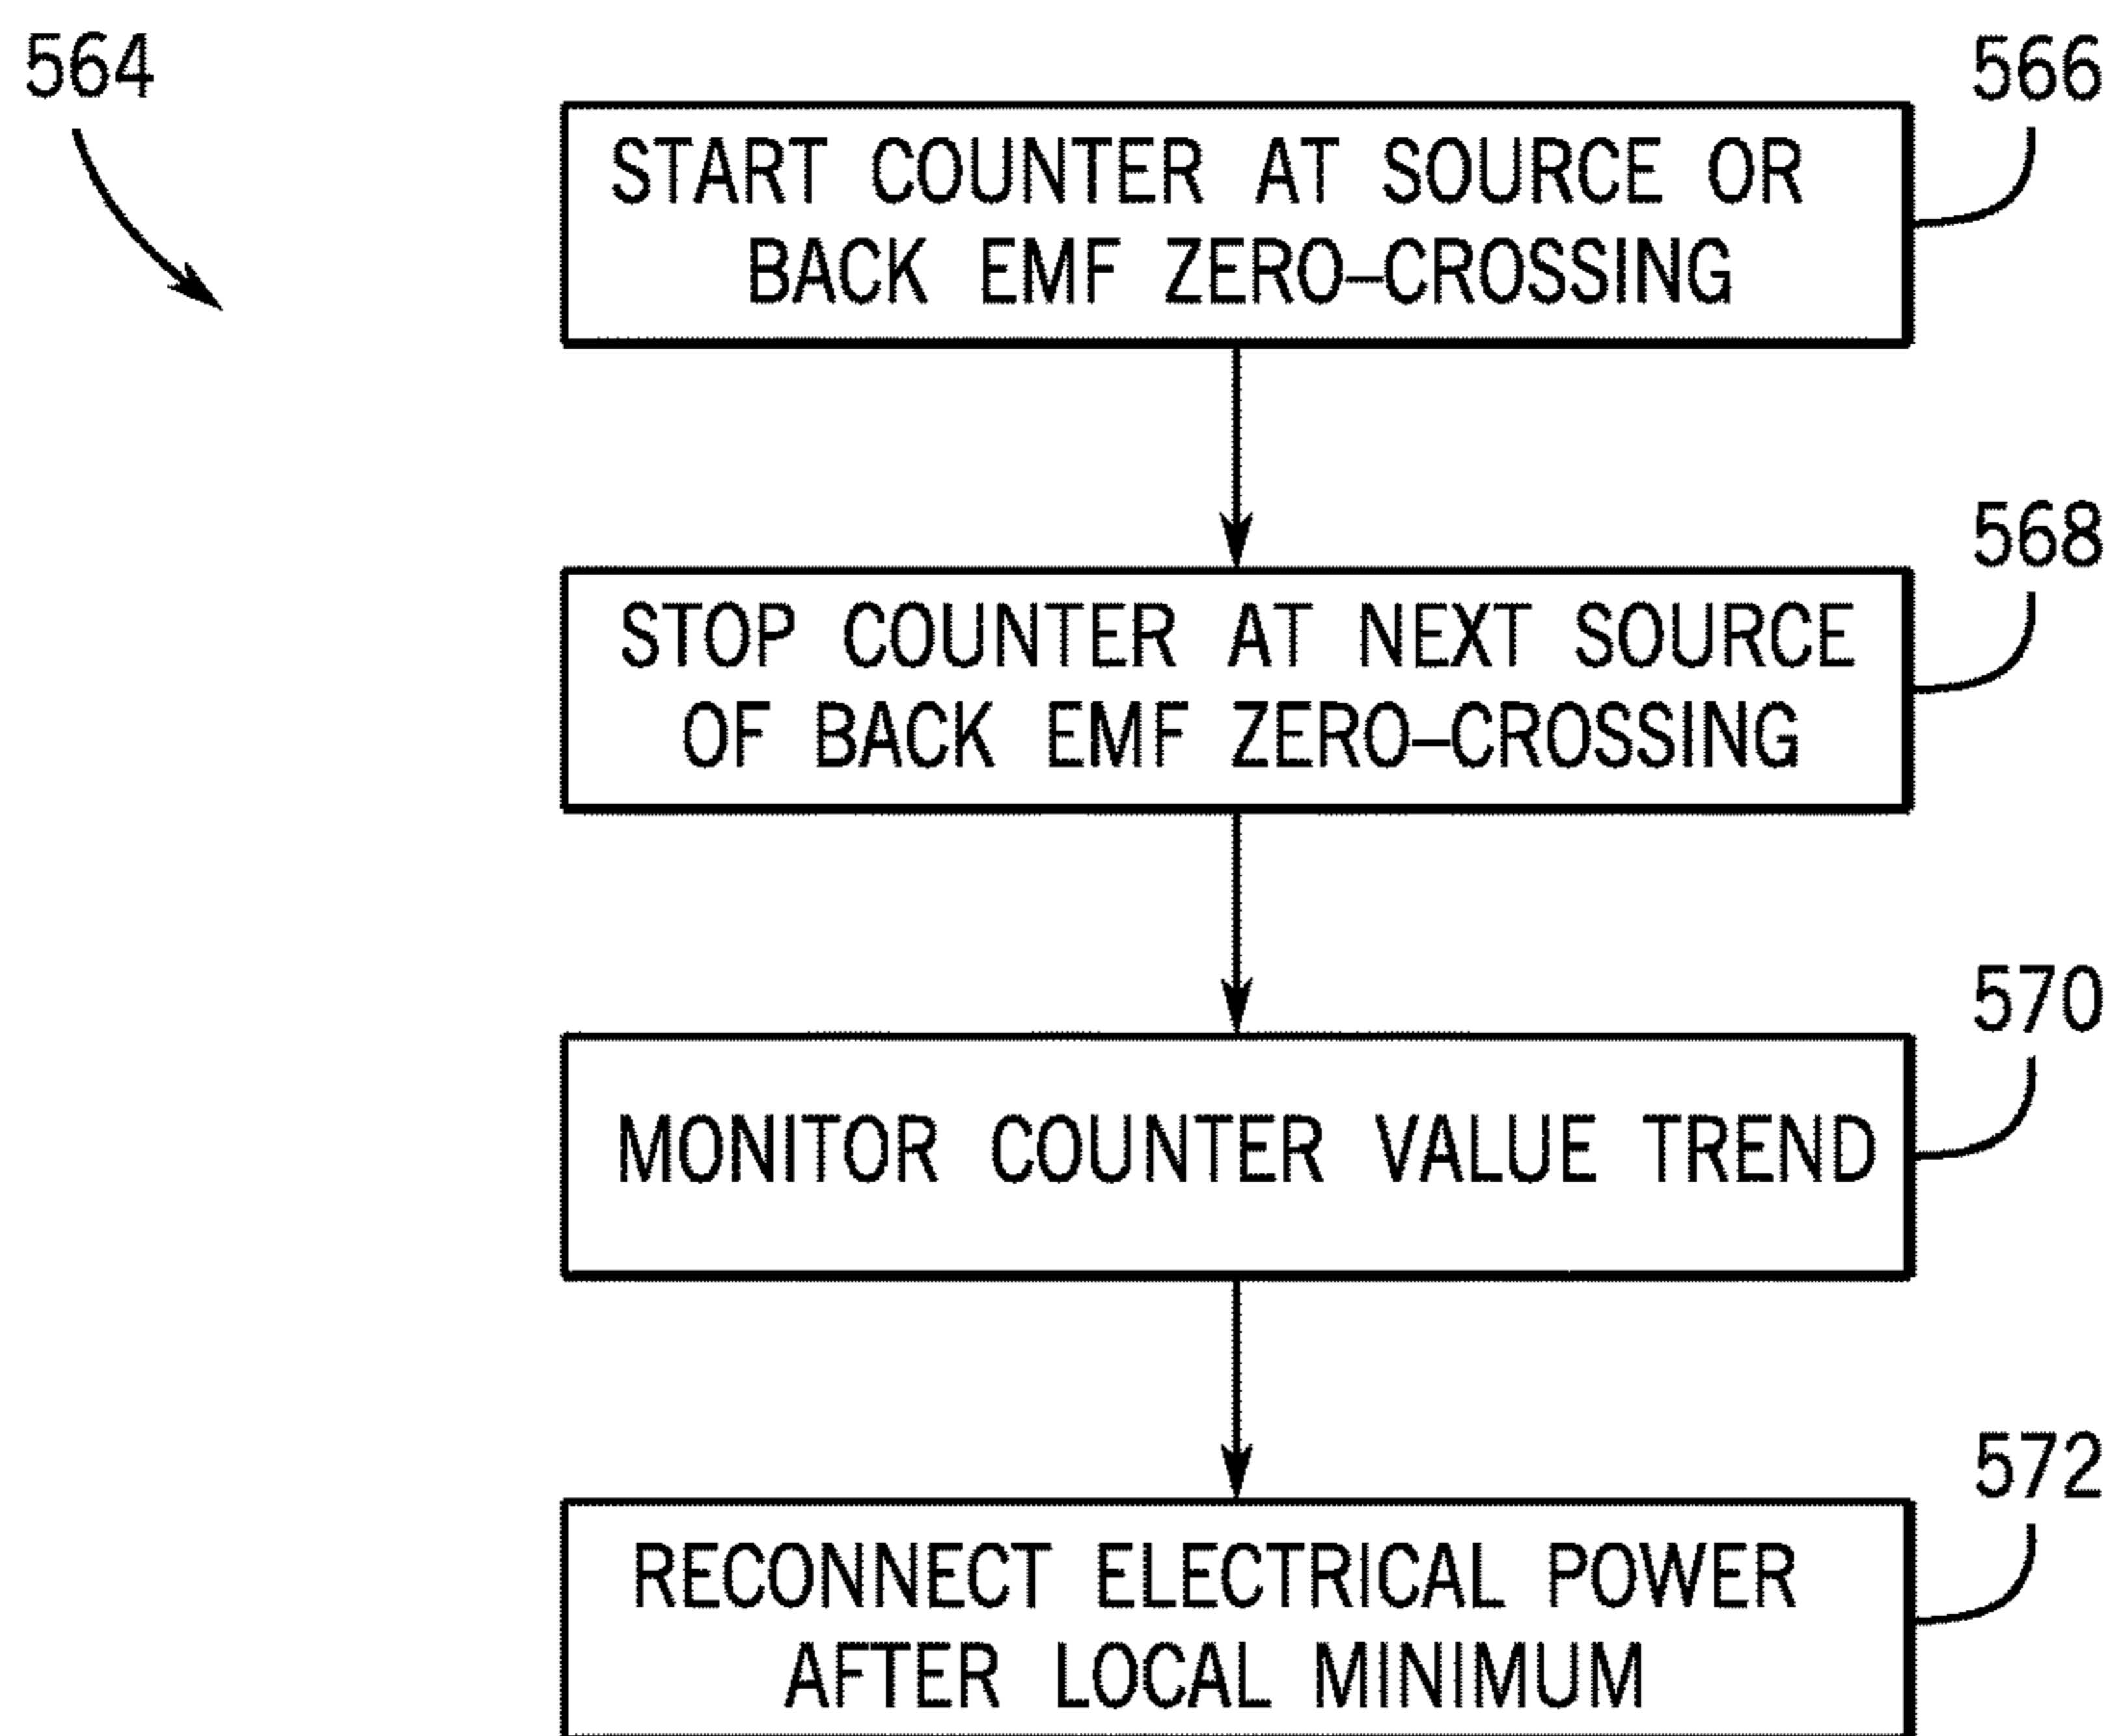 564
566
START COUNTER AT SOURCE OR
BACK EMF ZERO–CROSSING
568
STOP COUNTER AT NEXT SOURCE
OF BACK EMF ZERO–CROSSING
570
MONITOR COUNTER VALUE TREND
572
RECONNECT ELECTRICAL POWER
AFTER LOCAL MINIMUM